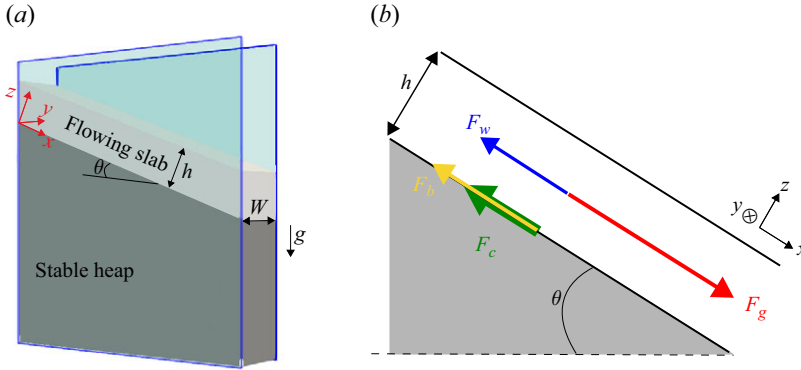 (a)
z
y
x
Flowing slab
θ
h
W
g
Stable heap
(b)
h
F_w
F_b
F_c
z
y
x
θ
F_g